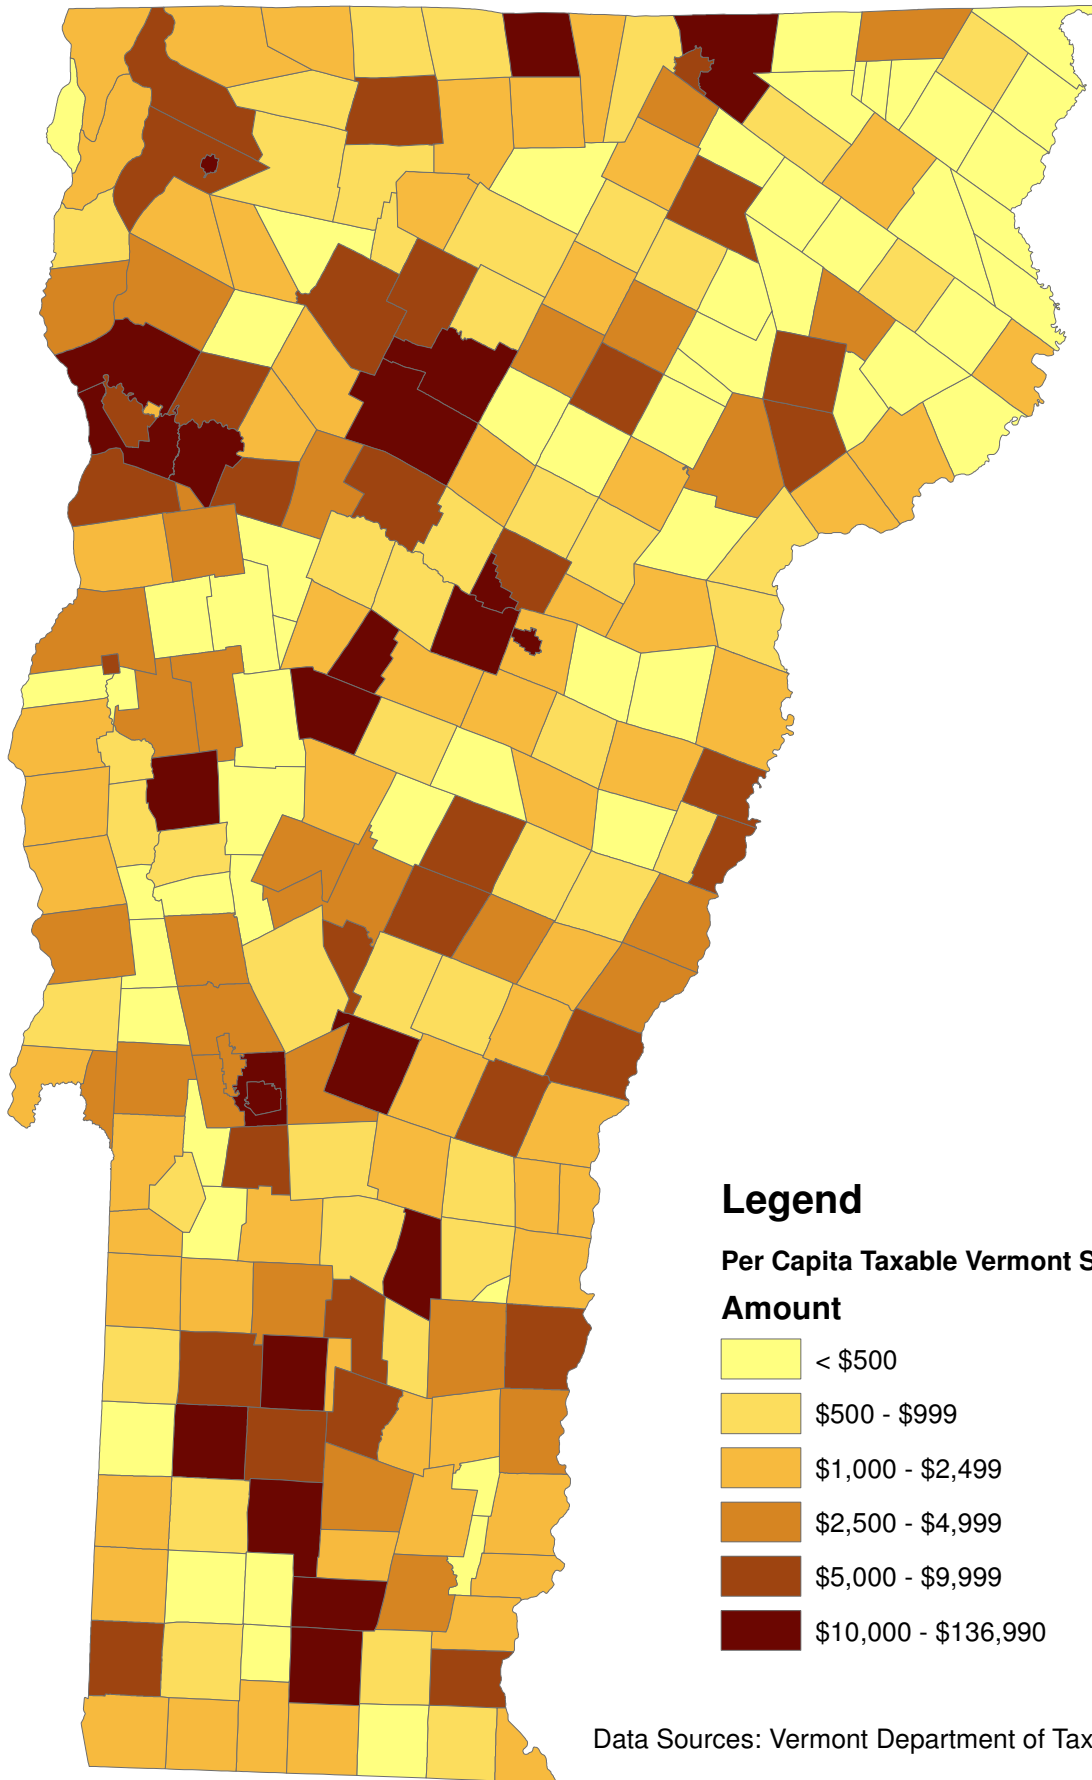 Legend
Per Capita Taxable Vermont S
Amount
< $500
$500 - $999
$1,000 - $2,499
$2,500 - $4,999
$5,000 - $9,999
$10,000 - $136,990
Data Sources: Vermont Department of Tax